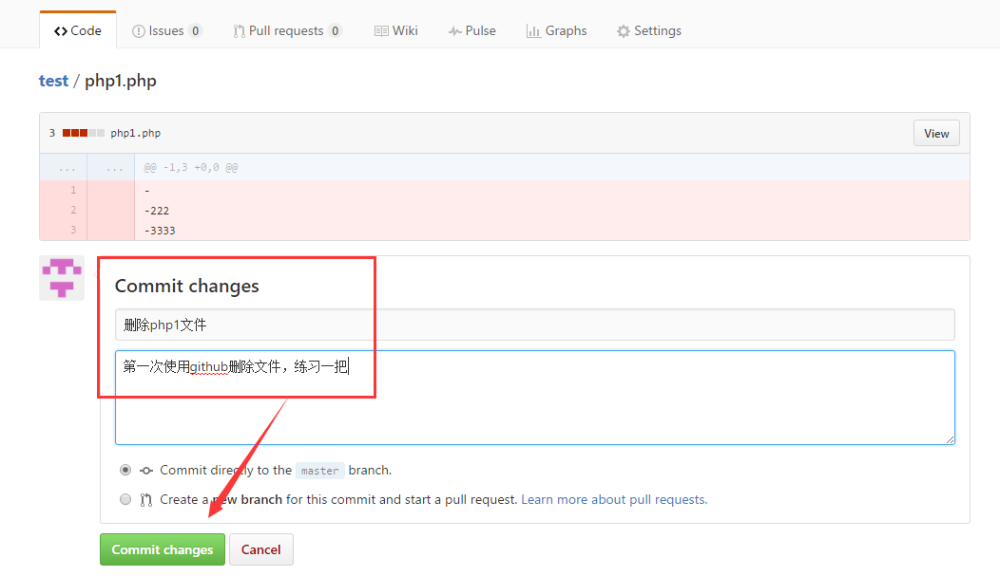 Code Issues 0 Pull requests 0 Wiki Pulse Graphs Settings
test / php1.php
3 php1.php View
... ... @@ -1,3 +0,0 @@
1 -
2 -222
3 -3333
Commit changes
删除php1文件
第一次使用github删除文件，练习一把
Commit directly to the master branch.
Create a new branch for this commit and start a pull request. Learn more about pull requests.
Commit changes Cancel